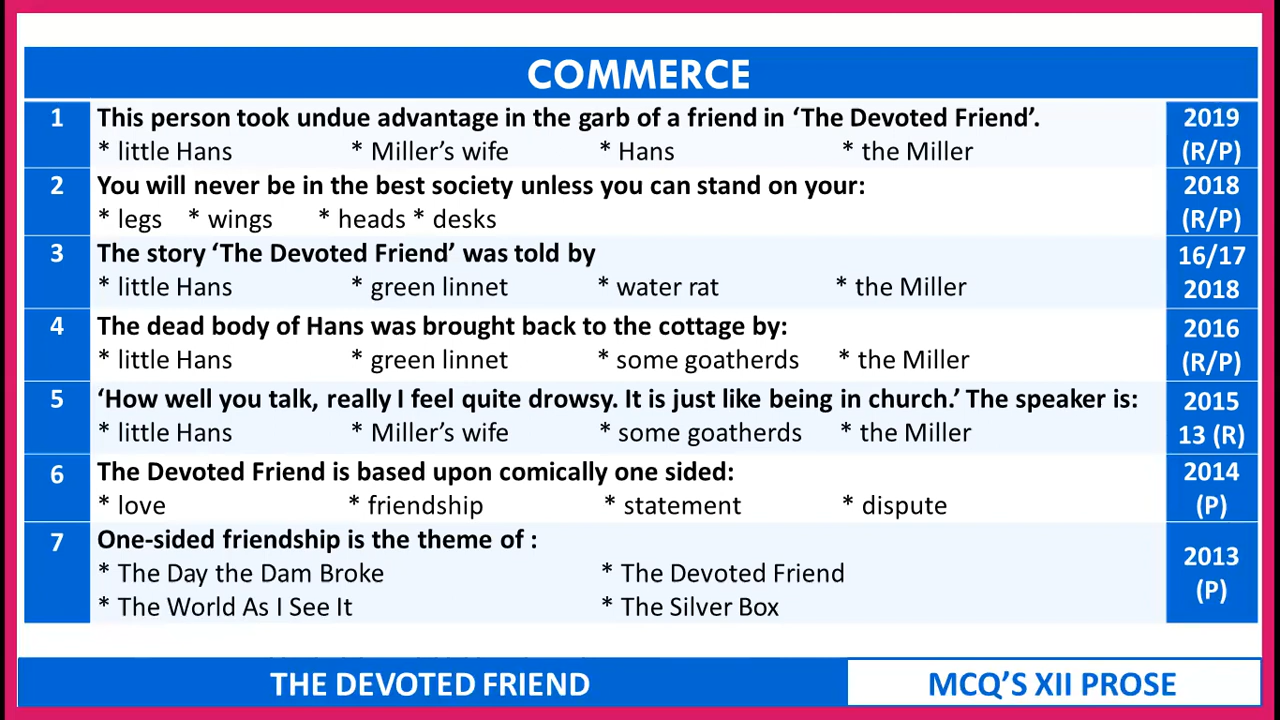 COMMERCE
1 This person took undue advantage in the garb of a friend in ‘The Devoted Friend’. 2019
* little Hans * Miller’s wife * Hans * the Miller (R/P)
2 You will never be in the best society unless you can stand on your: 2018
* legs * wings * heads * desks (R/P)
3 The story ‘The Devoted Friend’ was told by 16/17
* little Hans * green linnet * water rat * the Miller 2018
4 The dead body of Hans was brought back to the cottage by: 2016
* little Hans * green linnet * some goatherds * the Miller (R/P)
5 ‘How well you talk, really I feel quite drowsy. It is just like being in church.’ The speaker is: 2015
* little Hans * Miller’s wife * some goatherds * the Miller 13 (R)
6 The Devoted Friend is based upon comically one sided: 2014
* love * friendship * statement * dispute (P)
7 One-sided friendship is the theme of : 2013
* The Day the Dam Broke * The Devoted Friend (P)
* The World As I See It * The Silver Box
THE DEVOTED FRIEND MCQ’S XII PROSE